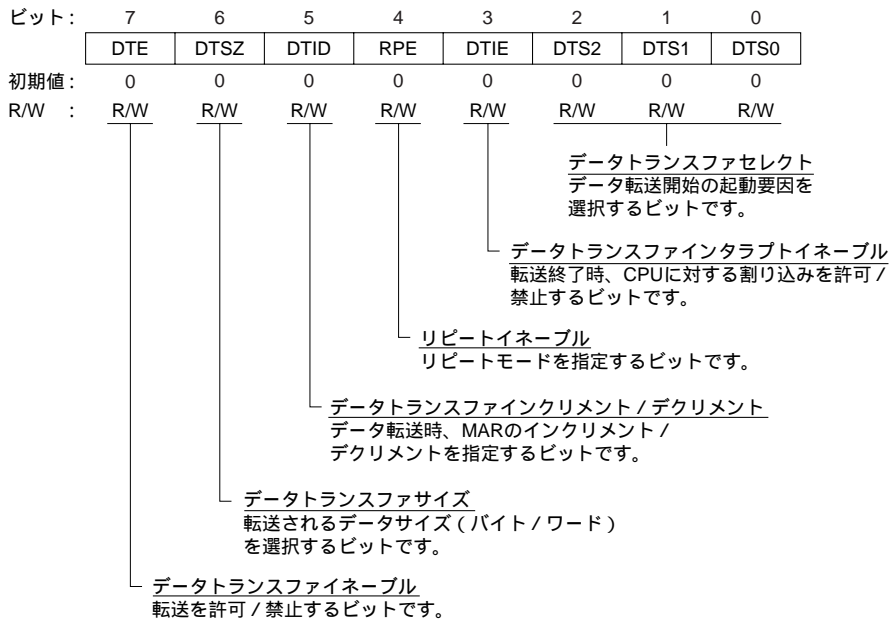 ビット: 7 6 5 4 3 2 1 0
DTE DTSZ DTID RPE DTIE DTS2 DTS1 DTS0
初期値: 0 0 0 0 0 0 0 0
R/W : R/W R/W R/W R/W R/W R/W R/W R/W
データトランスファセレクト
データ転送開始の起動要因を
選択するビットです。
データトランスファインタラプトイネーブル
転送終了時、CPUに対する割り込みを許可/
禁止するビットです。
リピートイネーブル
リピートモードを指定するビットです。
データトランスファインクリメント/デクリメント
データ転送時、MARのインクリメント/
デクリメントを指定するビットです。
データトランスファサイズ
転送されるデータサイズ(バイト/ワード)
を選択するビットです。
データトランスファイネーブル
転送を許可/禁止するビットです。